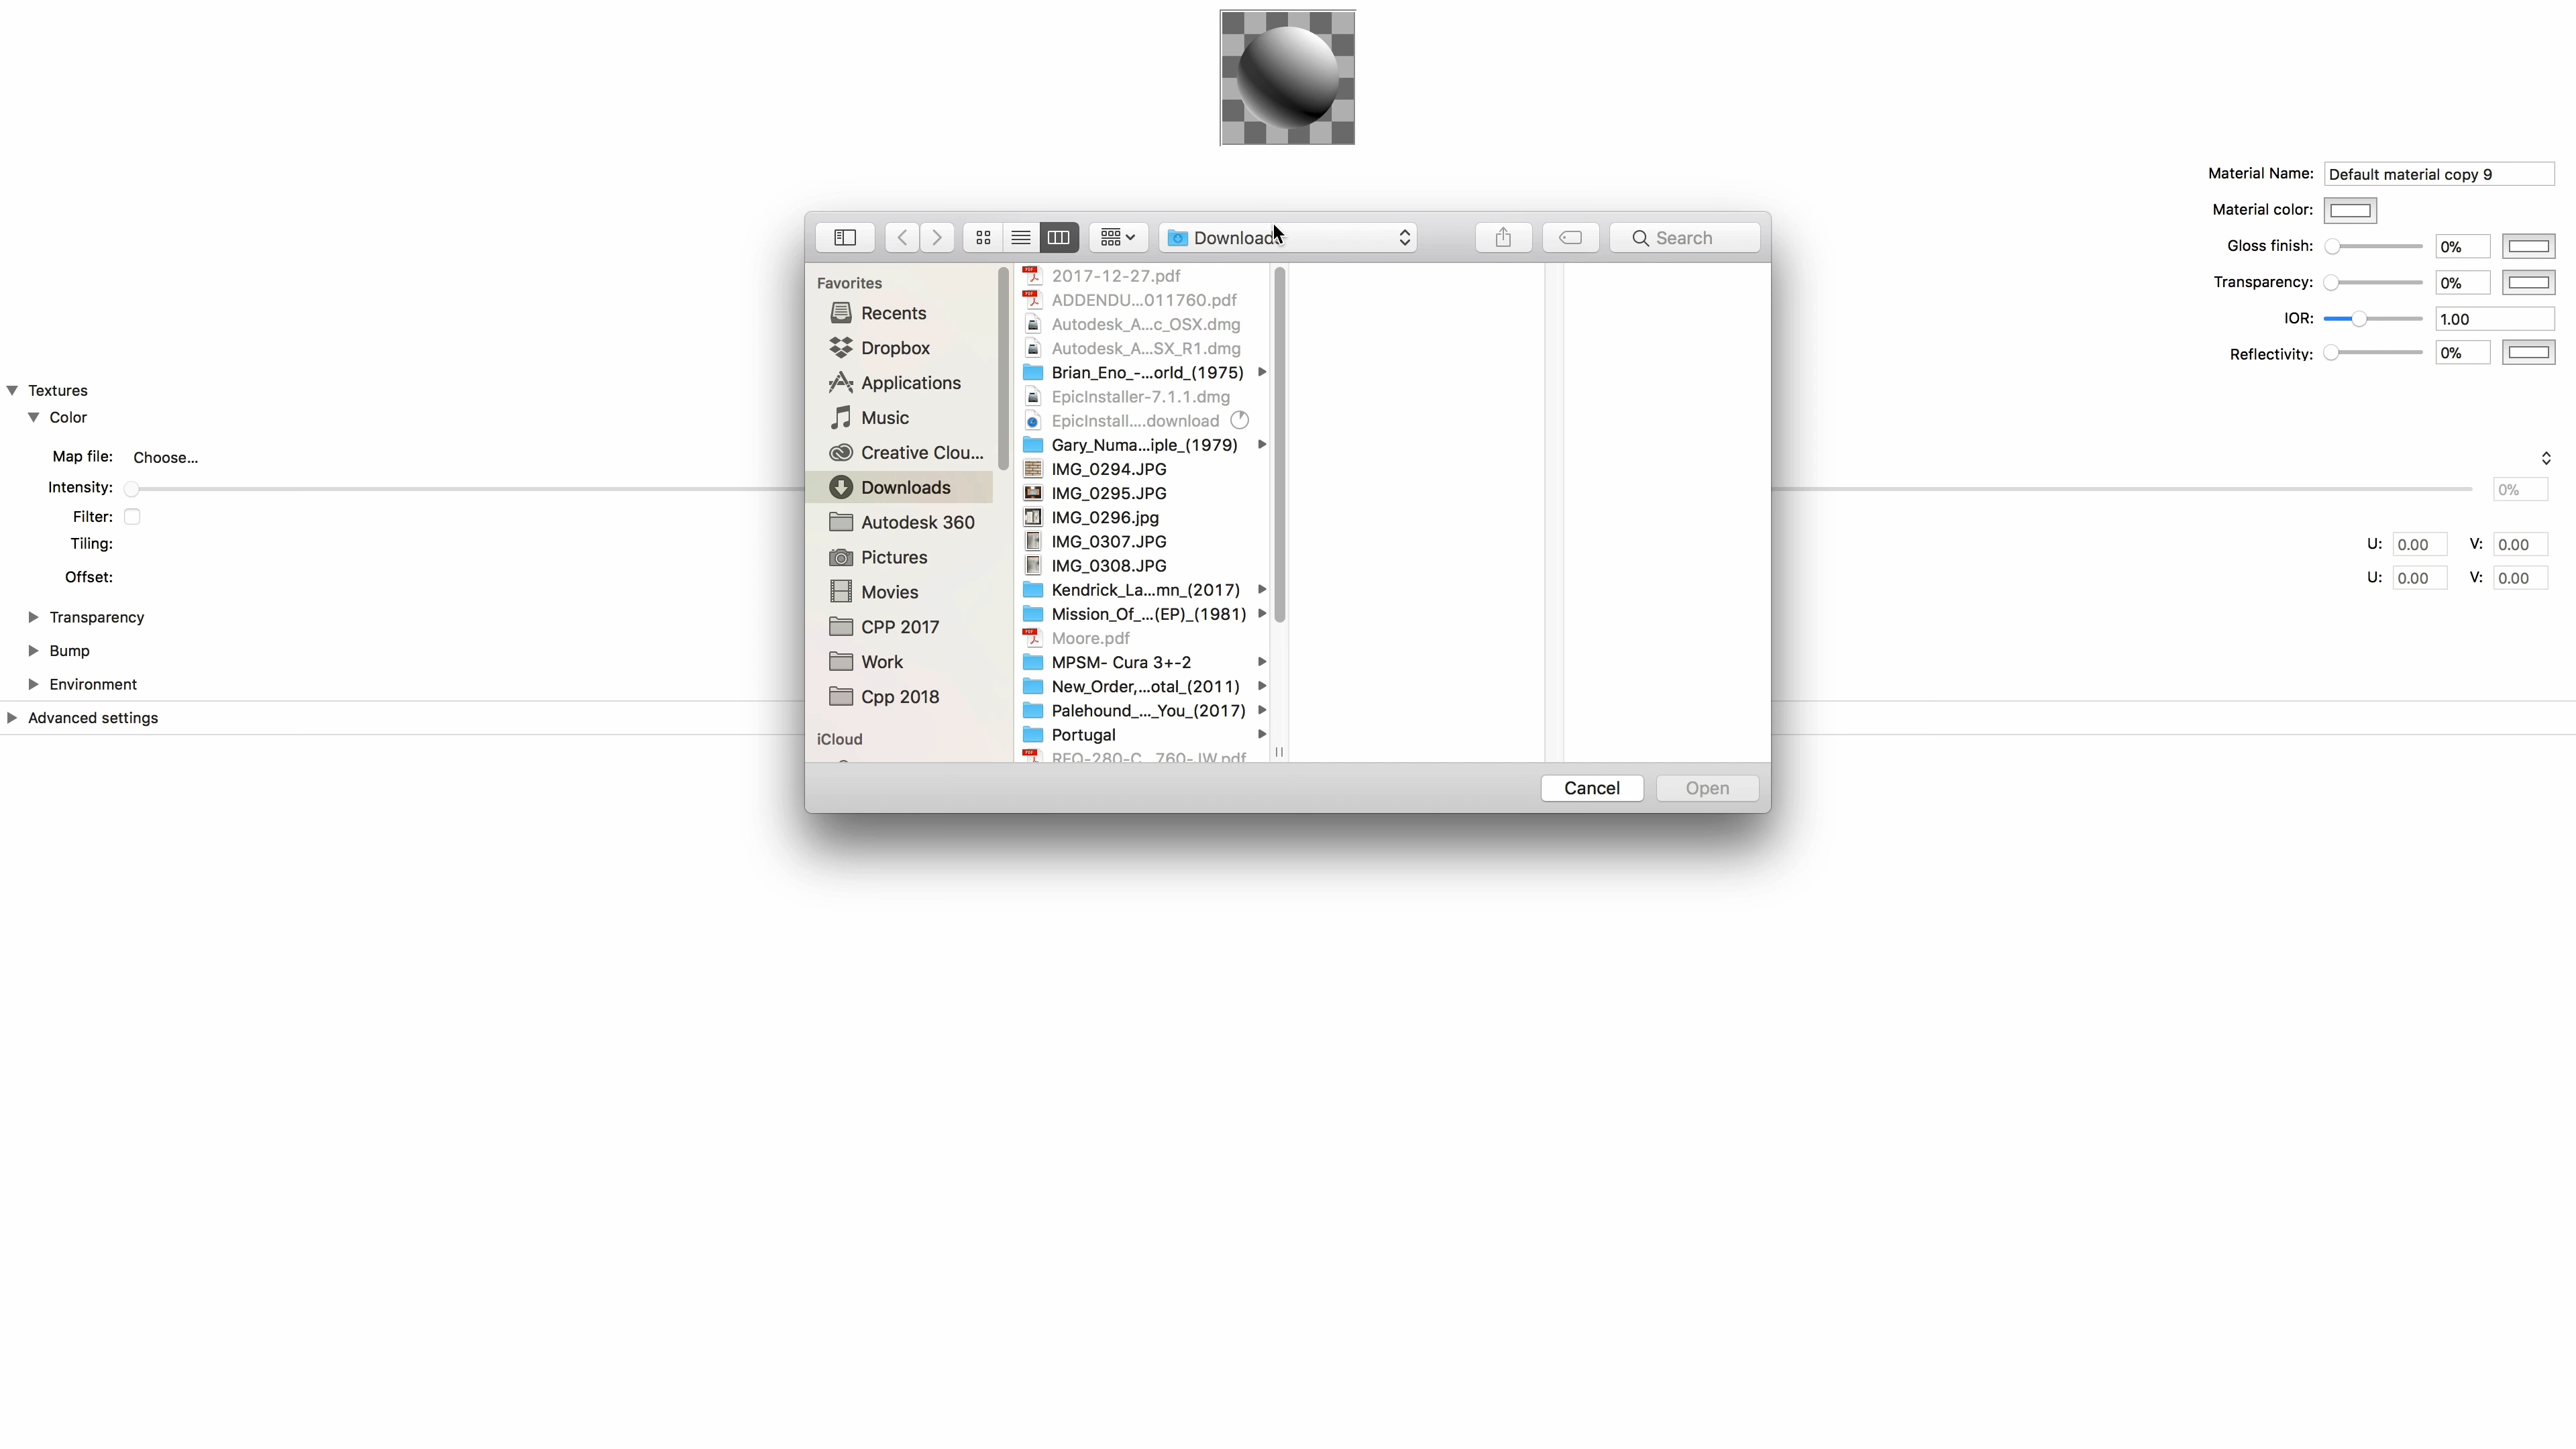 Material Name: Default material copy 9
Material color:
Gloss finish: 0%
Transparency: 0%
IOR: 1.00
Reflectivity: 0%
Textures
Color
Map file: Choose...
Intensity: 0%
Filter:
Tiling: U: 0.00 V: 0.00
Offset: U: 0.00 V: 0.00
Transparency
Bump
Environment
Advanced settings
Downloads
Search
Favorites
Recents
Dropbox
Applications
Music
Creative Clou...
Downloads
Autodesk 360
Pictures
Movies
CPP 2017
Work
Cpp 2018
iCloud
2017-12-27.pdf
ADDENDU...011760.pdf
Autodesk_A...c_OSX.dmg
Autodesk_A...SX_R1.dmg
Brian_Eno_-...orld_(1975)
EpicInstaller-7.1.1.dmg
EpicInstall....download
Gary_Numa...iple_(1979)
IMG_0294.JPG
IMG_0295.JPG
IMG_0296.jpg
IMG_0307.JPG
IMG_0308.JPG
Kendrick_La...mn_(2017)
Mission_Of_...(EP)_(1981)
Moore.pdf
MPSM- Cura 3+-2
New_Order,...otal_(2011)
Palehound_..._You_(2017)
Portugal
Cancel
Open